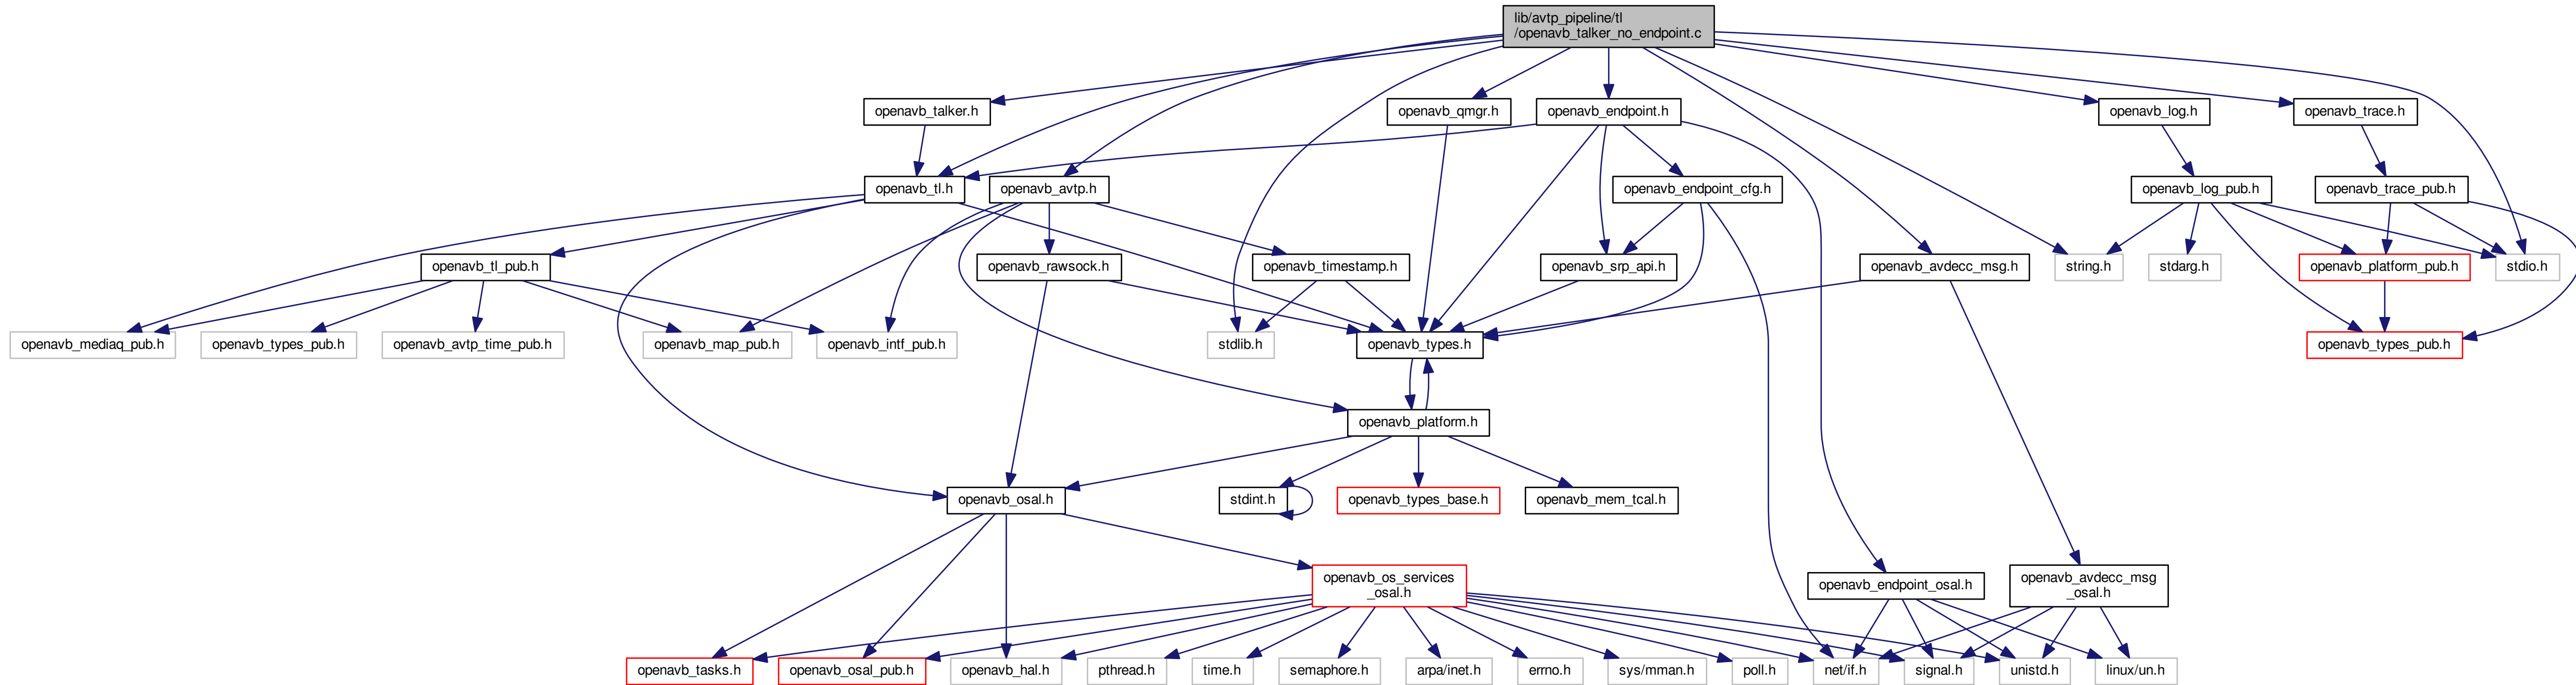 lib/avtp_pipeline/tl
/openavb_talker_no_endpoint.c
openavb_talker.h
openavb_qmgr.h
openavb_endpoint.h
openavb_log.h
openavb_trace.h
openavb_tl.h
openavb_avtp.h
openavb_endpoint_cfg.h
openavb_log_pub.h
openavb_trace_pub.h
openavb_tl_pub.h
openavb_rawsock.h
openavb_timestamp.h
openavb_srp_api.h
openavb_avdecc_msg.h
string.h
stdarg.h
openavb_platform_pub.h
stdio.h
openavb_mediaq_pub.h
openavb_types_pub.h
openavb_avtp_time_pub.h
openavb_map_pub.h
openavb_intf_pub.h
stdlib.h
openavb_types.h
openavb_types_pub.h
openavb_platform.h
openavb_osal.h
stdint.h
openavb_types_base.h
openavb_mem_tcal.h
openavb_os_services
_osal.h
openavb_endpoint_osal.h
openavb_avdecc_msg
_osal.h
openavb_tasks.h
openavb_osal_pub.h
openavb_hal.h
pthread.h
time.h
semaphore.h
arpa/inet.h
errno.h
sys/mman.h
poll.h
net/if.h
signal.h
unistd.h
linux/un.h